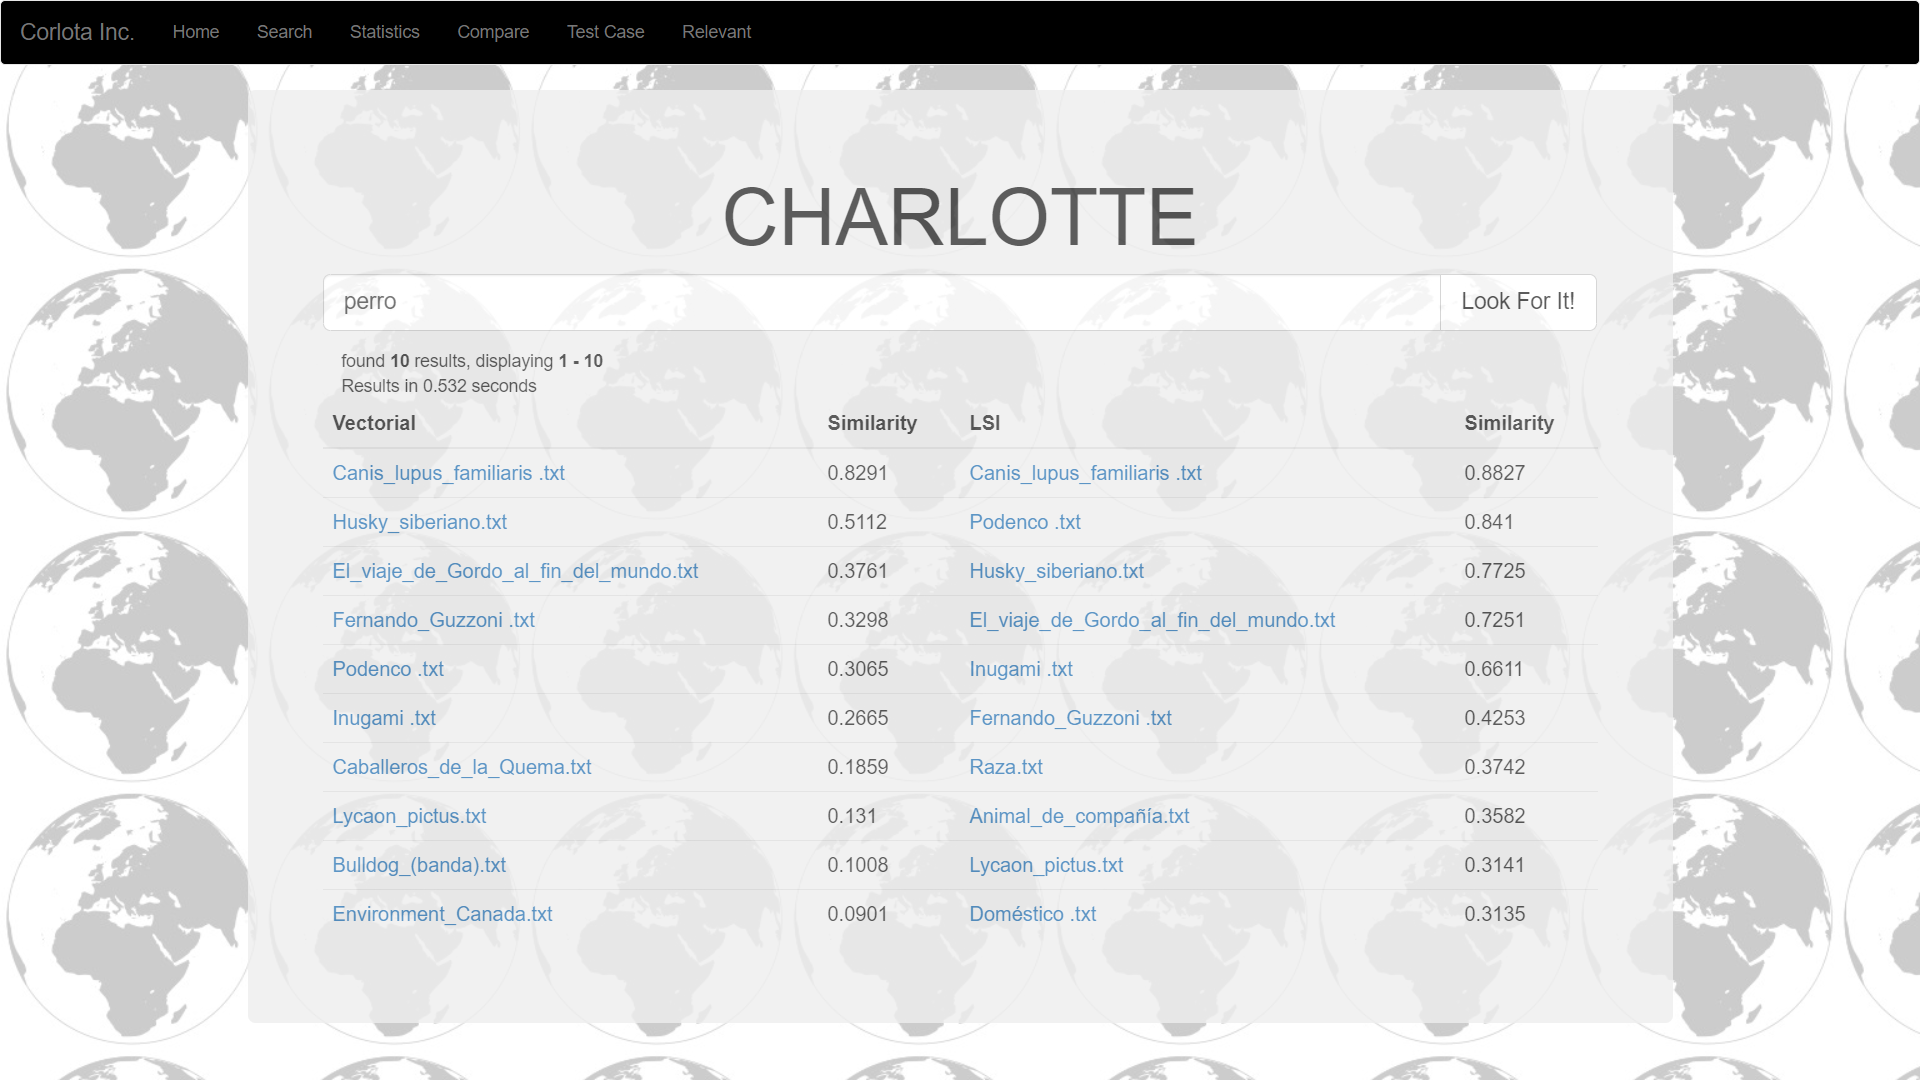 Corlota Inc. Home Search Statistics Compare Test Case Relevant
CHARLOTTE
perro Look For It!
found 10 results, displaying 1 - 10
Results in 0.532 seconds
Vectorial Similarity LSI Similarity
Canis_lupus_familiaris .txt 0.8291 Canis_lupus_familiaris .txt 0.8827
Husky_siberiano.txt 0.5112 Podenco .txt 0.841
El_viaje_de_Gordo_al_fin_del_mundo.txt 0.3761 Husky_siberiano.txt 0.7725
Fernando_Guzzoni .txt 0.3298 El_viaje_de_Gordo_al_fin_del_mundo.txt 0.7251
Podenco .txt 0.3065 Inugami .txt 0.6611
Inugami .txt 0.2665 Fernando_Guzzoni .txt 0.4253
Caballeros_de_la_Quema.txt 0.1859 Raza.txt 0.3742
Lycaon_pictus.txt 0.131 Animal_de_compañía.txt 0.3582
Bulldog_(banda).txt 0.1008 Lycaon_pictus.txt 0.3141
Environment_Canada.txt 0.0901 Doméstico .txt 0.3135